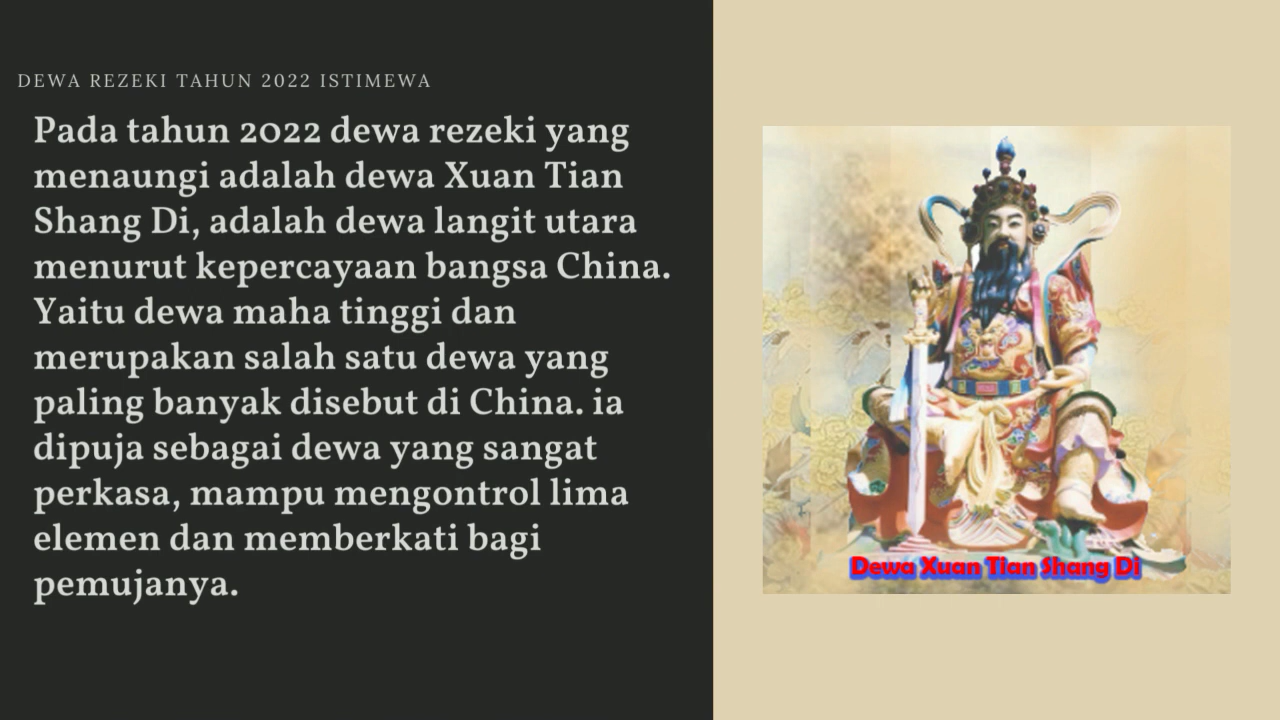 DEWA REZEKI TAHUN 2022 ISTIMEWA
Pada tahun 2022 dewa rezeki yang
menaungi adalah dewa Xuan Tian
Shang Di, adalah dewa langit utara
menurut kepercayaan bangsa China.
Yaitu dewa maha tinggi dan
merupakan salah satu dewa yang
paling banyak disebut di China. ia
dipuja sebagai dewa yang sangat
perkasa, mampu mengontrol lima
elemen dan memberkati bagi
pemujanya.
Dewa Xuan Tian Shang Di